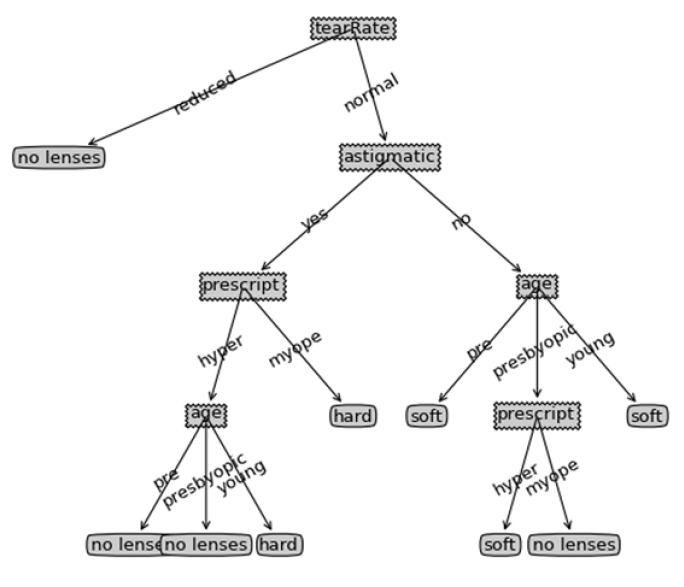 tearRate
reduced
normal
no lenses
astigmatic
yes
no
prescript
age
hyper
myope
pre
presbyopic
young
age
hard
soft
prescript
soft
pre
presbyopic
young
hyper
myope
no lense
no lenses
hard
soft
no lenses